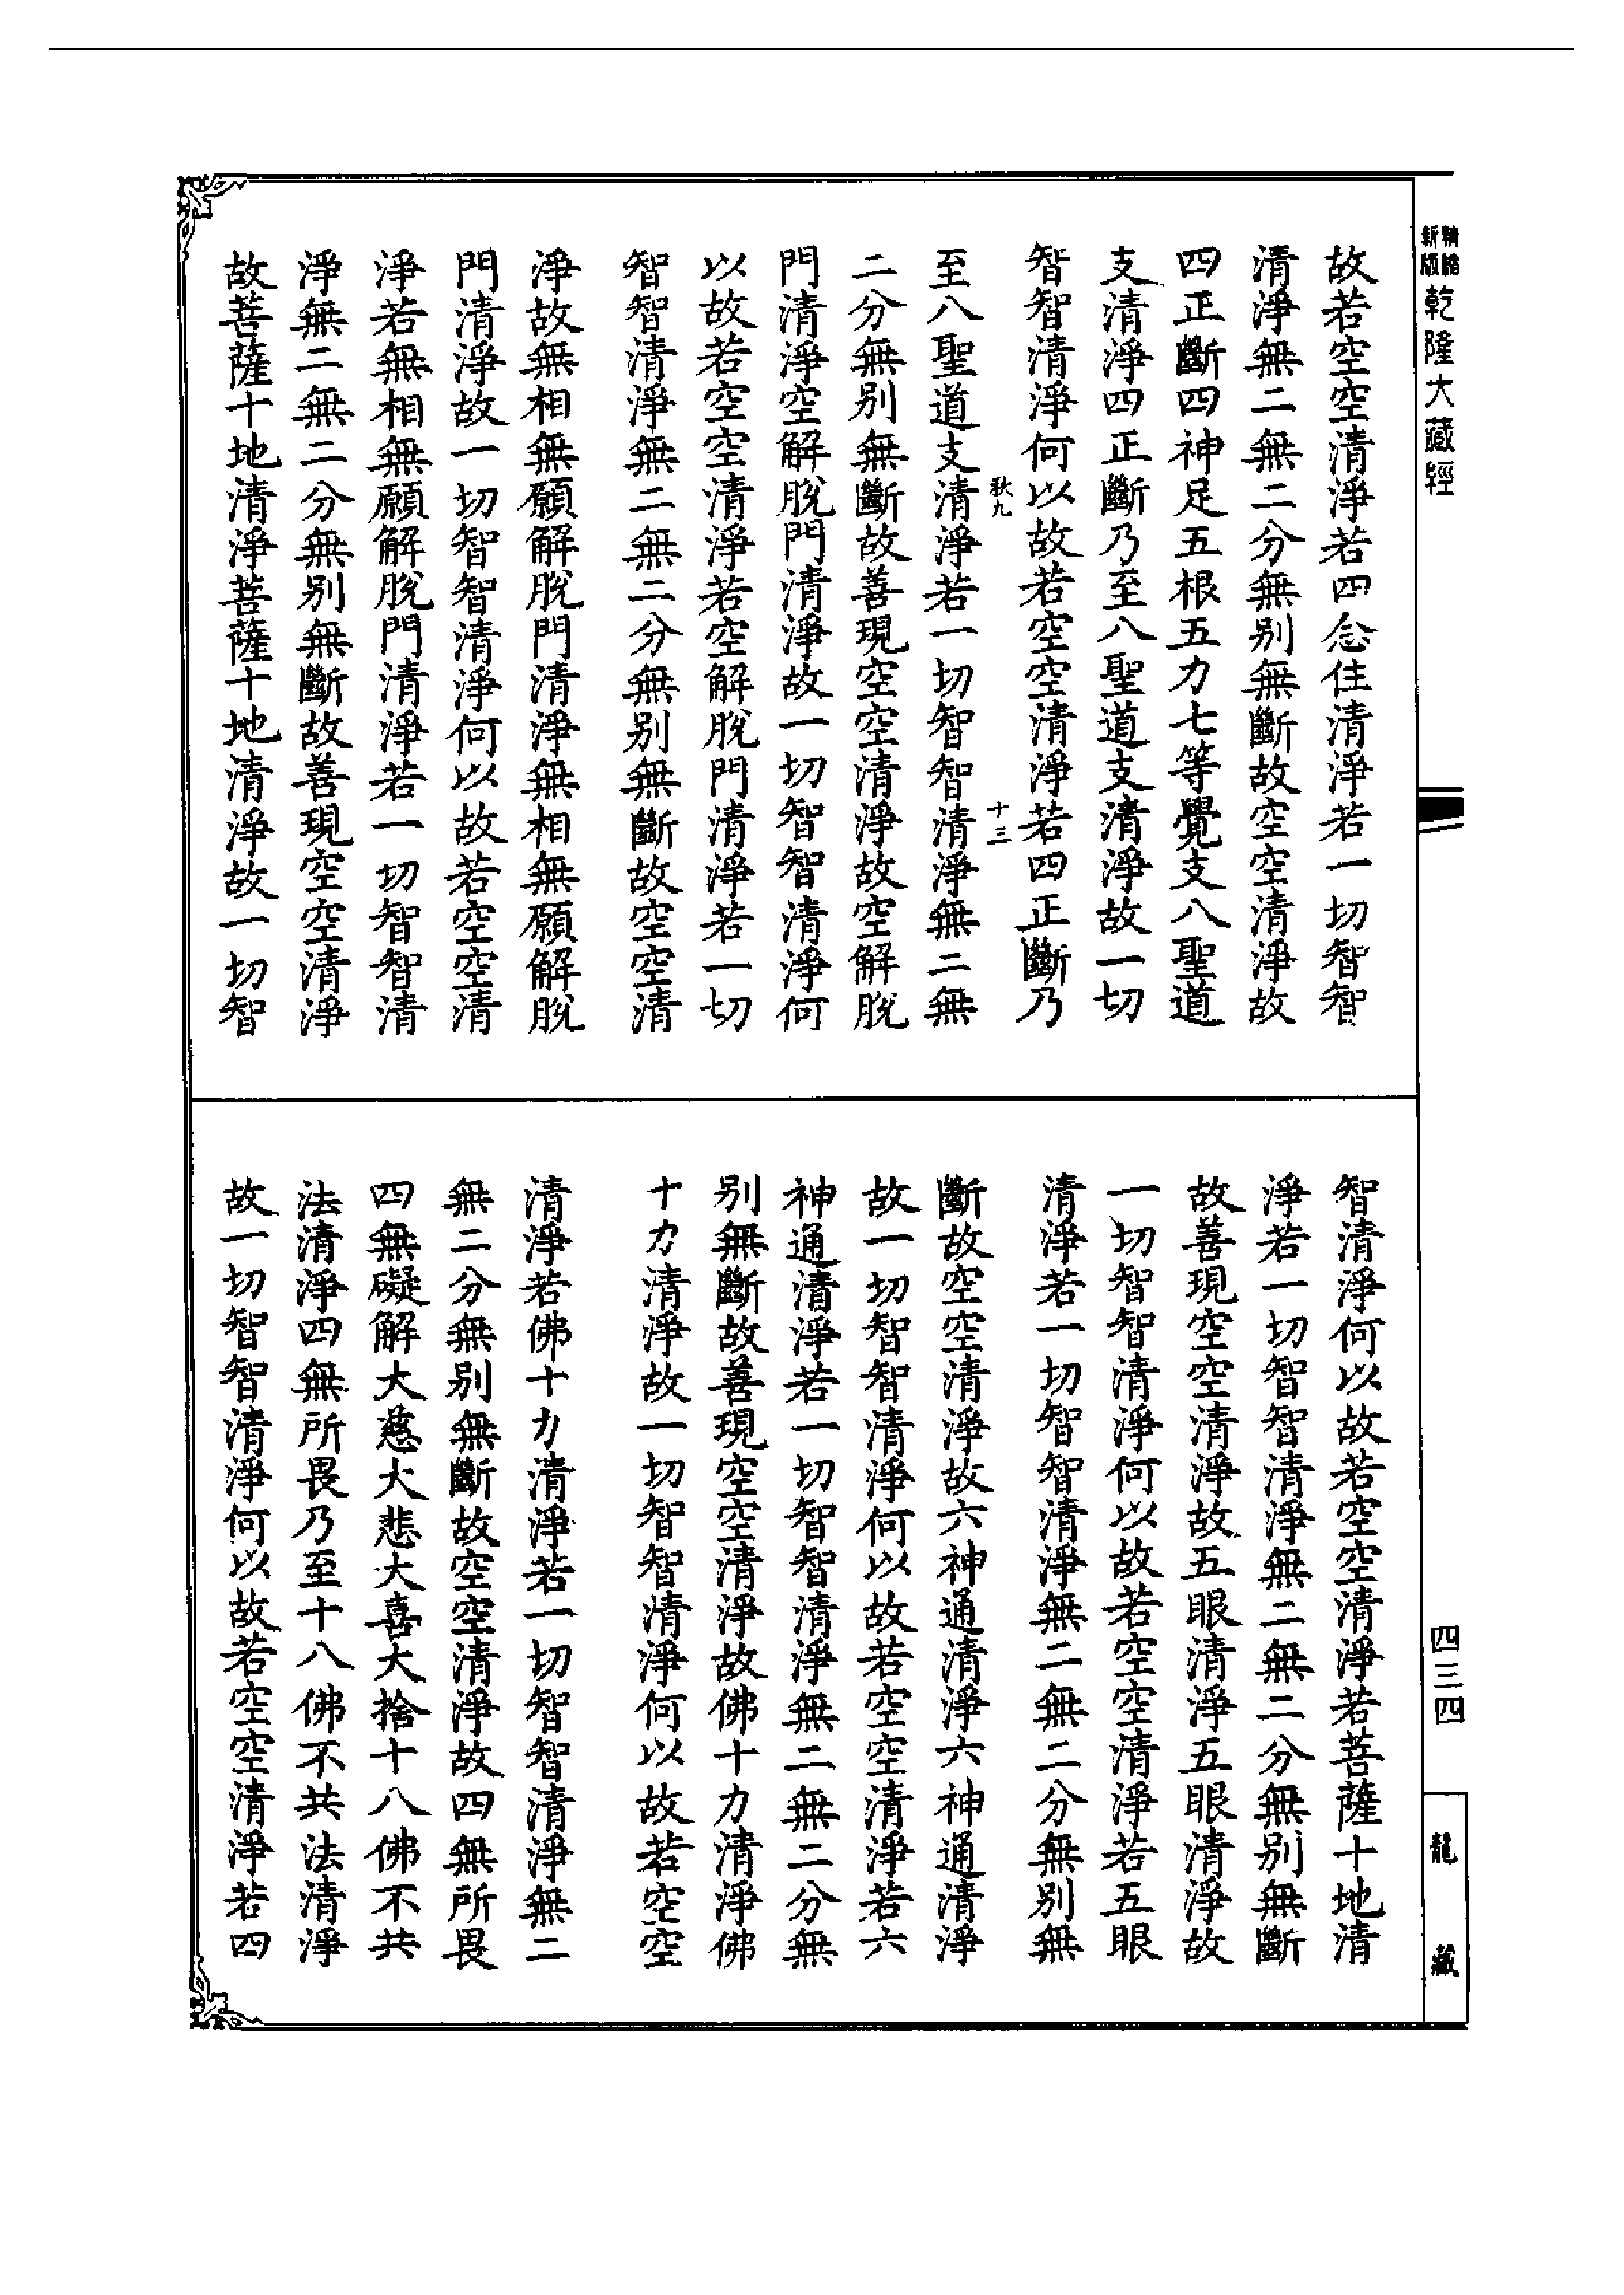 精縮
新版
乾隆大藏經
故若空空清淨若四念住清淨若一切智智
清淨無二無二分無別無斷故空空清淨故
四正斷四神足五根五力七等覺支八聖道
支清淨四正斷乃至八聖道支清淨故一切
智智清淨何以故若空空清淨若四正斷乃
秋九
十三
至八聖道支清淨若一切智智清淨無二無
二分無別無斷故善現空空清淨故空解脫
門清淨空解脫門清淨故一切智智清淨何
以故若空空清淨若空解脫門清淨若一切
智智清淨無二無二分無別無斷故空空清
淨故無相無願解脫門清淨無相無願解脫
門清淨故一切智智清淨何以故若空空清
淨若無相無願解脫門清淨若一切智智清
淨無二無二分無別無斷故善現空空清淨
故菩薩十地清淨菩薩十地清淨故一切智
智清淨何以故若空空清淨若菩薩十地清
淨若一切智智清淨無二無二分無別無斷
故善現空空清淨故五眼清淨五眼清淨故
一切智智清淨何以故若空空清淨若五眼
清淨若一切智智清淨無二無二分無別無
斷故空空清淨故六神通清淨六神通清淨
故一切智智清淨何以故若空空清淨若六
神通清淨若一切智智清淨無二無二分無
別無斷故善現空空清淨故佛十力清淨佛
十力清淨故一切智智清淨何以故若空空
清淨若佛十力清淨若一切智智清淨無二
無二分無別無斷故空空清淨故四無所畏
四無礙解大慈大悲大喜大捨十八佛不共
法清淨四無所畏乃至十八佛不共法清淨
故一切智智清淨何以故若空空清淨若四
四三四
龍藏